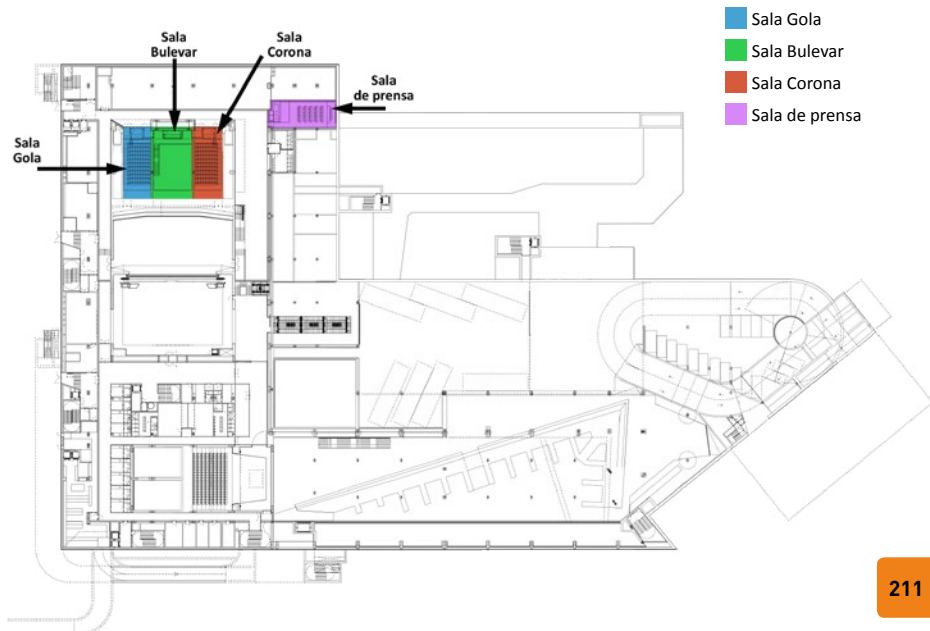 Sala
Bulevar
Sala
Corona
Sala
de prensa
Sala
Gola
Sala Gola
Sala Bulevar
Sala Corona
Sala de prensa
211